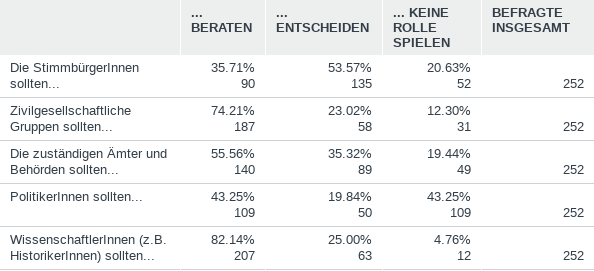 ... BERATEN
... ENTSCHEIDEN
... KEINE ROLLE SPIELEN
BEFRAGTE INSGESAMT
Die StimmbürgerInnen 35.71% 53.57% 20.63%
sollten... 90 135 52 252
Zivilgesellschaftliche 74.21% 23.02% 12.30%
Gruppen sollten... 187 58 31 252
Die zuständigen Ämter und 55.56% 35.32% 19.44%
Behörden sollten... 140 89 49 252
PolitikerInnen sollten... 43.25% 19.84% 43.25%
109 50 109 252
WissenschaftlerInnen (z.B. 82.14% 25.00% 4.76%
HistorikerInnen) sollten... 207 63 12 252